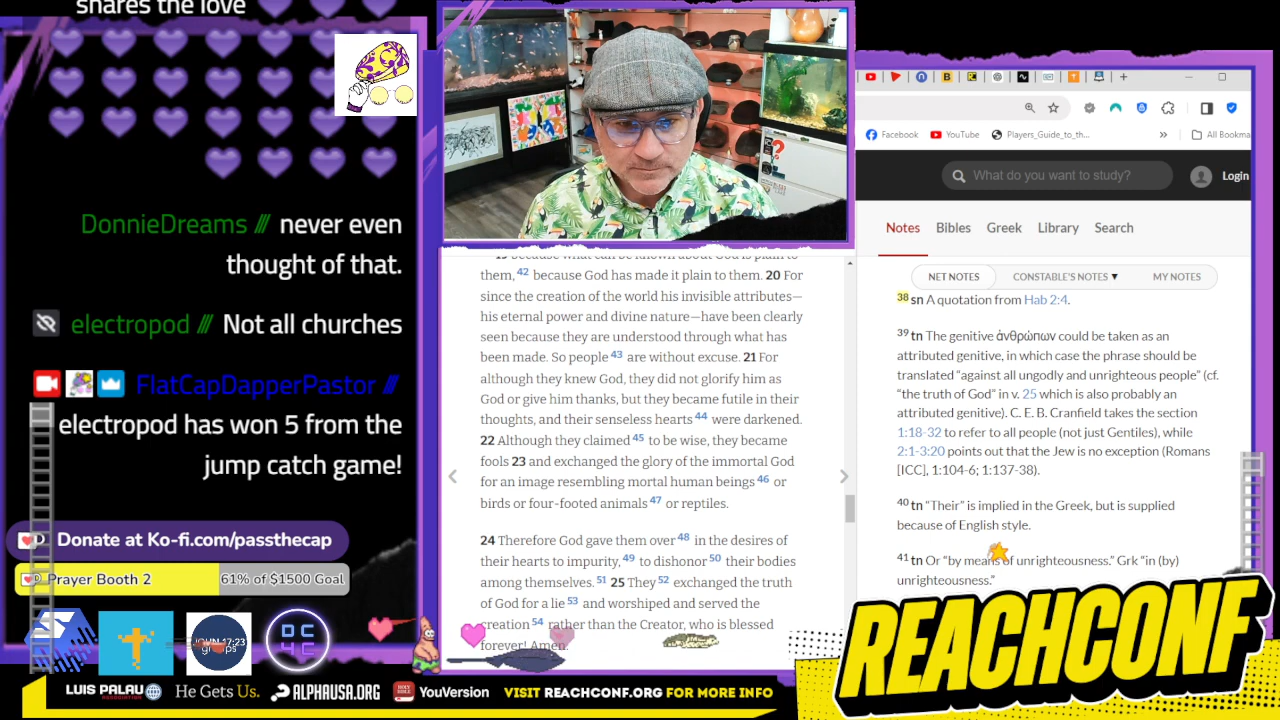 shares the love
DonnieDreams /// never even
thought of that.
electropod /// Not all churches
FlatCapDapperPastor ///
electropod has won 5 from the
jump catch game!
Donate at Ko-fi.com/passthecap
Prayer Booth 2 61% of $1500 Goal
JOHN 17:23
groups
DC
4C
because what can be known about God is plain to
them, 42 because God has made it plain to them. 20 For
since the creation of the world his invisible attributes—
his eternal power and divine nature—have been clearly
seen because they are understood through what has
been made. So people 43 are without excuse. 21 For
although they knew God, they did not glorify him as
God or give him thanks, but they became futile in their
thoughts, and their senseless hearts 44 were darkened.
22 Although they claimed 45 to be wise, they became
fools 23 and exchanged the glory of the immortal God
for an image resembling mortal human beings 46 or
birds or four-footed animals 47 or reptiles.
24 Therefore God gave them over 48 in the desires of
their hearts to impurity, 49 to dishonor 50 their bodies
among themselves. 51 25 They 52 exchanged the truth
of God for a lie 53 and worshiped and served the
creation 54 rather than the Creator, who is blessed
forever! Amen.
Facebook YouTube Players_Guide_to_th... » All Bookma
What do you want to study? Login
Notes Bibles Greek Library Search
NET NOTES CONSTABLE'S NOTES ▼ MY NOTES
38 sn A quotation from Hab 2:4.
39 tn The genitive ἀνθρώπων could be taken as an
attributed genitive, in which case the phrase should be
translated “against all ungodly and unrighteous people” (cf.
“the truth of God” in v. 25 which is also probably an
attributed genitive). C. E. B. Cranfield takes the section
1:18-32 to refer to all people (not just Gentiles), while
2:1-3:20 points out that the Jew is no exception (Romans
[ICC], 1:104-6; 1:137-38).
40 tn “Their” is implied in the Greek, but is supplied
because of English style.
41 tn Or “by means of unrighteousness.” Grk “in (by)
unrighteousness.”
REACHCONF
LUIS PALAU He Gets Us. ALPHAUSA.ORG HOLY BIBLE YouVersion VISIT REACHCONF.ORG FOR MORE INFO